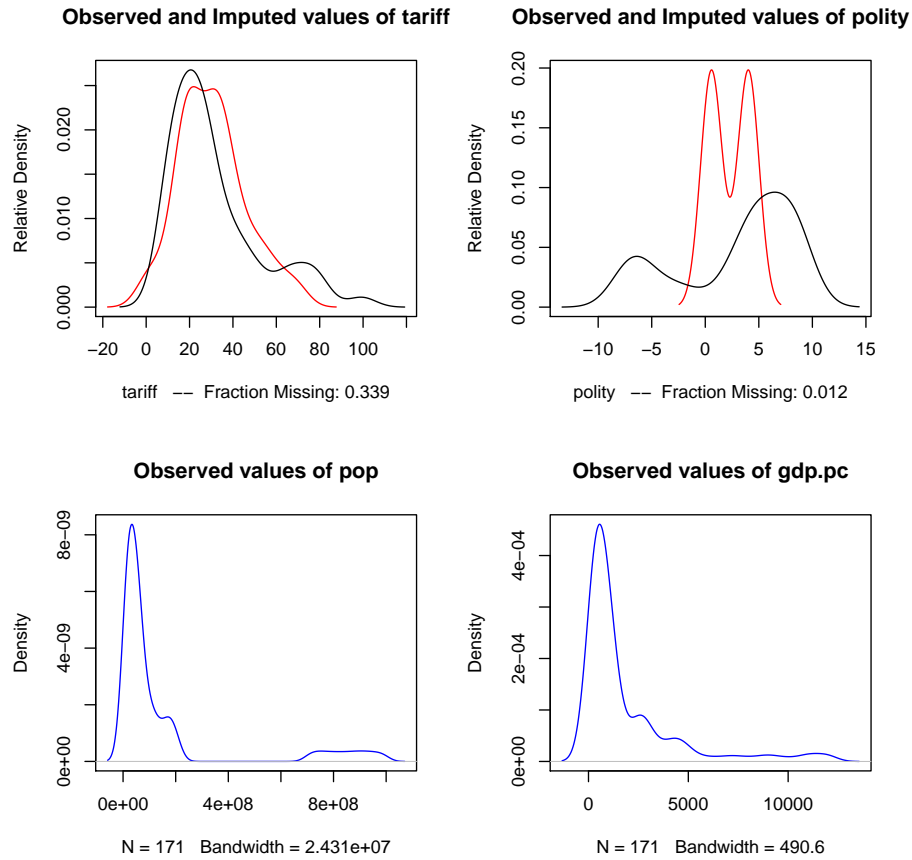 Observed and Imputed values of tariff
Relative Density
0.000 0.010 0.020
−20 0 20 40 60 80 100
tariff −− Fraction Missing: 0.339
Observed and Imputed values of polity
Relative Density
0.00 0.05 0.10 0.15 0.20
−10 −5 0 5 10 15
polity −− Fraction Missing: 0.012
Observed values of pop
Density
0e+00 4e−09 8e−09
0e+00 4e+08 8e+08
N = 171 Bandwidth = 2.431e+07
Observed values of gdp.pc
Density
0e+00 2e−04 4e−04
0 5000 10000
N = 171 Bandwidth = 490.6